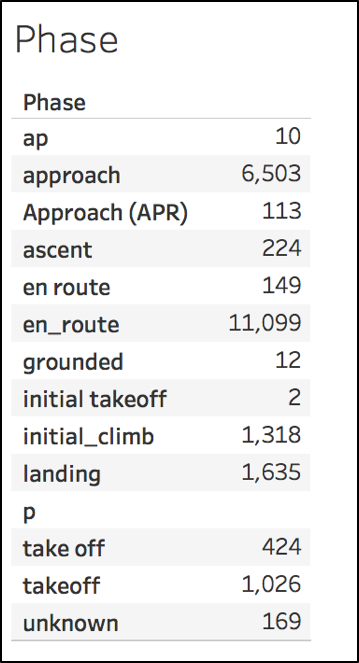 Phase
Phase
ap 10
approach 6,503
Approach (APR) 113
ascent 224
en route 149
en_route 11,099
grounded 12
initial takeoff 2
initial_climb 1,318
landing 1,635
p
take off 424
takeoff 1,026
unknown 169